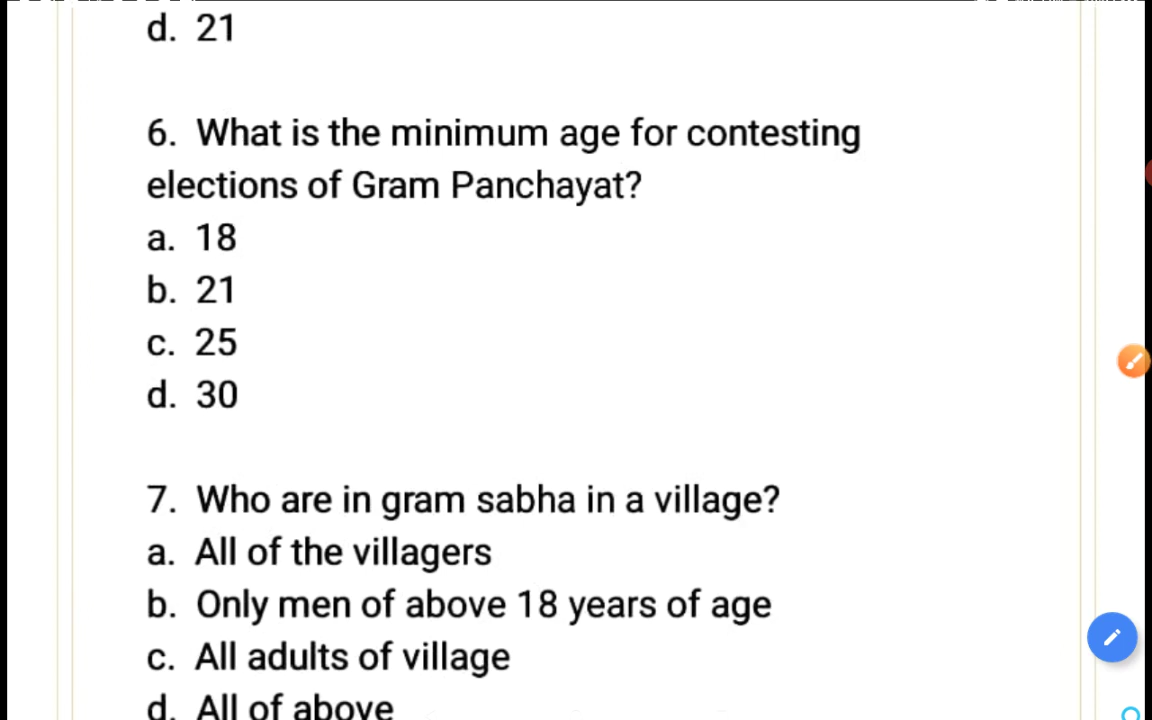 d. 21
6. What is the minimum age for contesting
elections of Gram Panchayat?
a. 18
b. 21
c. 25
d. 30
7. Who are in gram sabha in a village?
a. All of the villagers
b. Only men of above 18 years of age
c. All adults of village
d. All of above